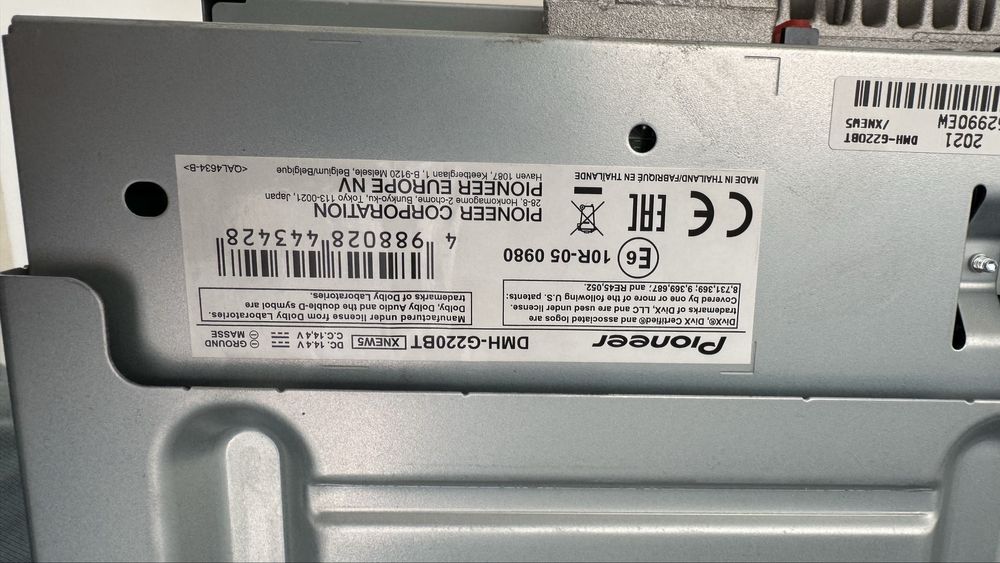 Pioneer
DMH-G220BT XNEW5 DC. 14.4 V ⊖ GROUND
C.C. 14.4 V ⊖ MASSE
DivX®, DivX Certified® and associated logos are
trademarks of DivX, LLC and are used under license.
Covered by one or more of the following U.S. patents:
8,731,369; 9,369,687; and RE45,052.
Manufactured under license from Dolby Laboratories.
Dolby, Dolby Audio and the double-D symbol are
trademarks of Dolby Laboratories.
E6 10R-05 0980
4 988028 443428
CE EAC
PIONEER CORPORATION
28-8, Honkomagome 2-chome, Bunkyo-ku, Tokyo 113-0021, Japan
PIONEER EUROPE NV
Haven 1087, Keetberglaan 1, B-9120 Melsele, Belgium/Belgique
MADE IN THAILAND/FABRIQUÉ EN THAÏLANDE
<QAL4634-B>
2021
DMH-G220BT
/XNEW5
62990EW